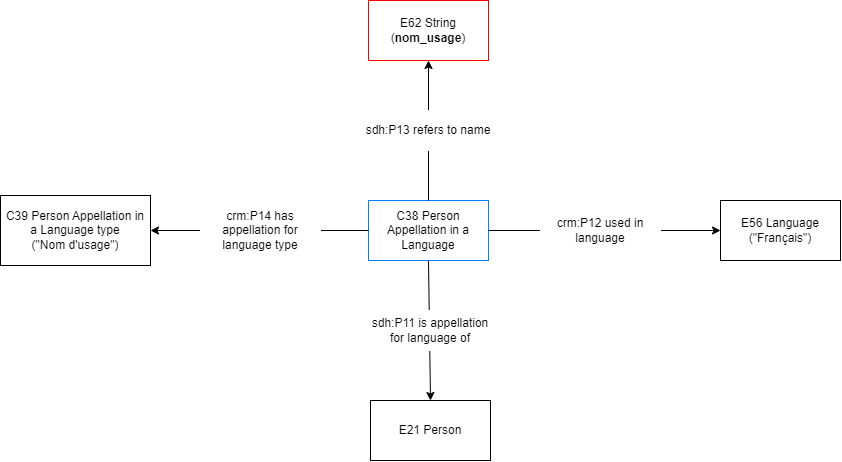 E62 String
(nom_usage)
sdh:P13 refers to name
C39 Person Appellation in
a Language type
("Nom d'usage")
crm:P14 has
appellation for
language type
C38 Person
Appellation in a
Language
crm:P12 used in
language
E56 Language
("Français")
sdh:P11 is appellation
for language of
E21 Person